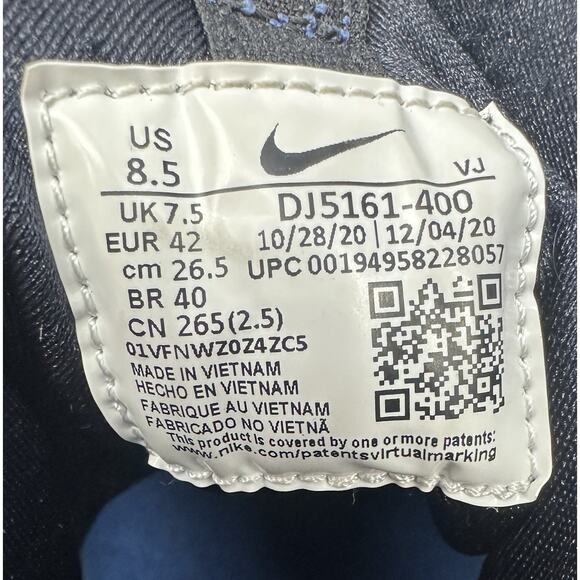 US
8.5
VJ
UK 7.5
DJ5161-400
EUR 42
10/28/20 | 12/04/20
cm 26.5
UPC 00194958228057
BR 40
CN 265(2.5)
01VFNWZ0Z4ZC5
MADE IN VIETNAM
HECHO EN VIETNAM
FABRIQUE AU VIETNAM
FABRICADO NO VIETNÃ
This product is covered by one or more patents:
www.nike.com/patentsvirtualmarking